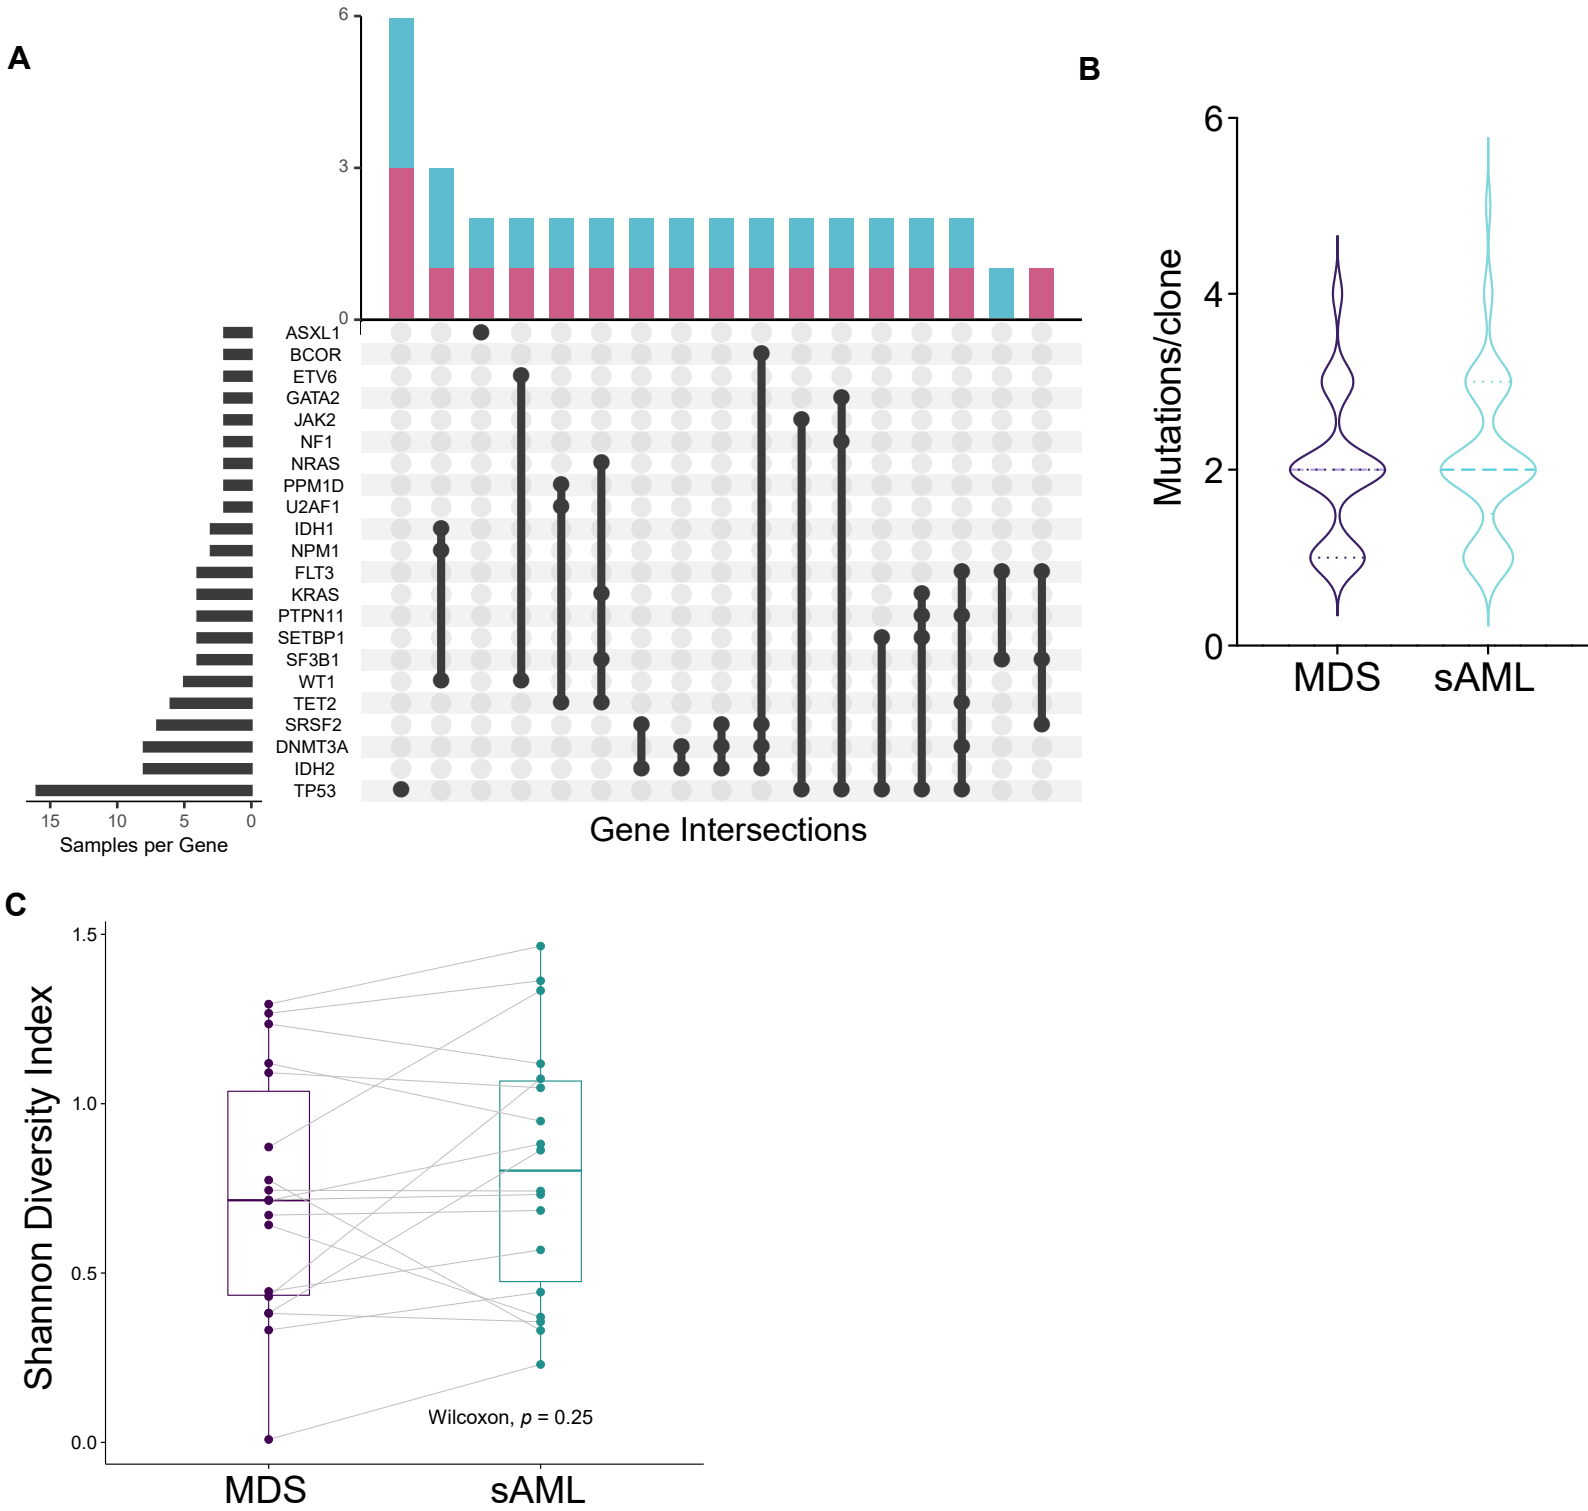 A
6
3
0
ASXL1
BCOR
ETV6
GATA2
JAK2
NF1
NRAS
PPM1D
U2AF1
IDH1
NPM1
FLT3
KRAS
PTPN11
SETBP1
SF3B1
WT1
TET2
SRSF2
DNMT3A
IDH2
TP53
15 10 5 0
Samples per Gene
Gene Intersections
B
Mutations/clone
6
4
2
0
MDS sAML
C
Shannon Diversity Index
1.5
1.0
0.5
0.0
Wilcoxon, p = 0.25
MDS sAML